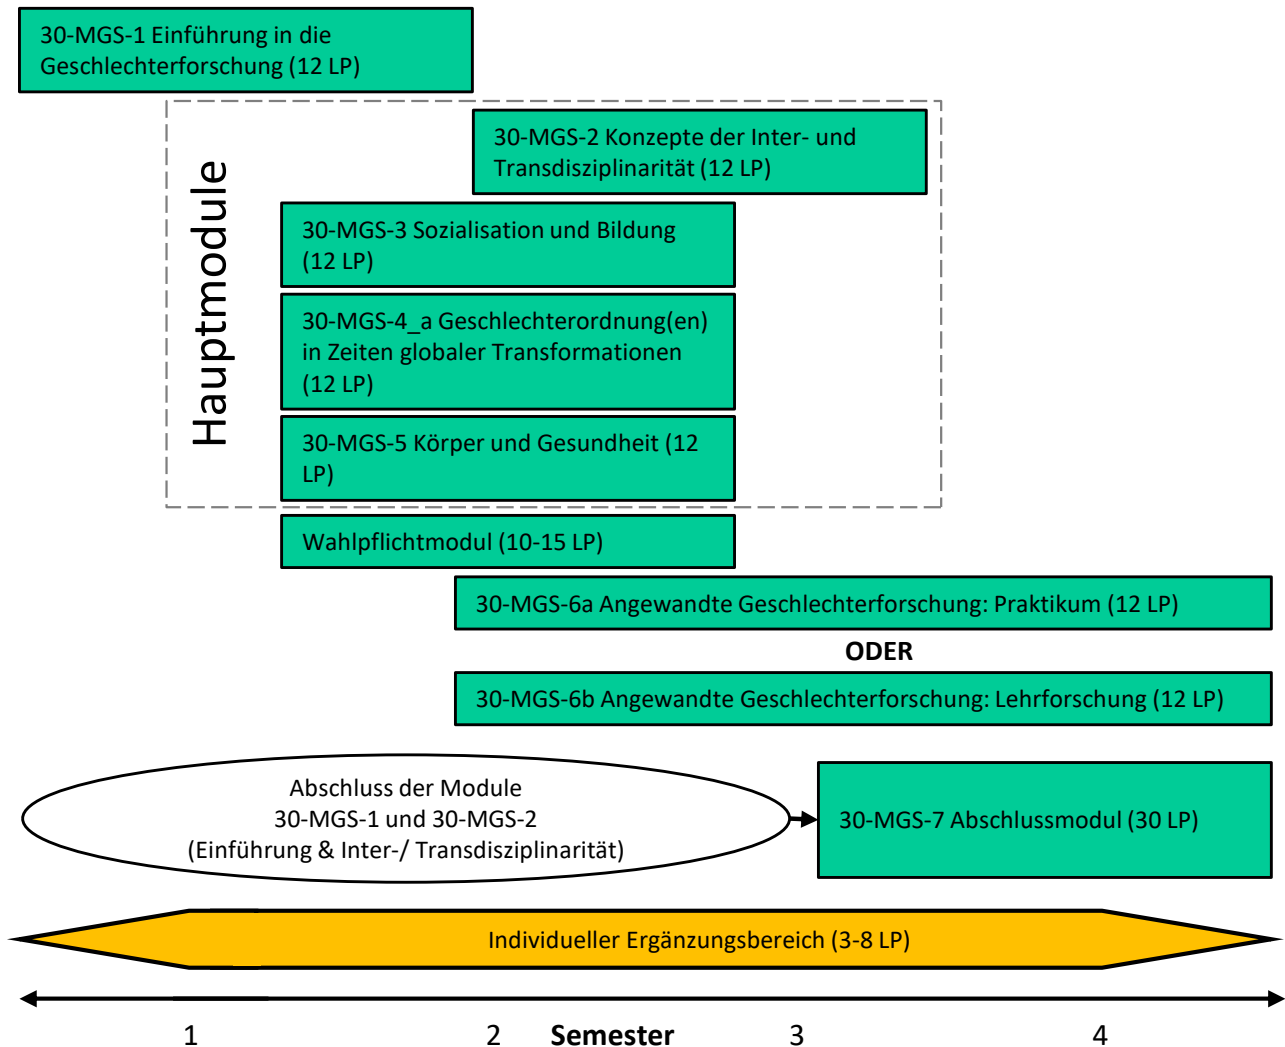 30-MGS-1 Einführung in die
Geschlechterforschung (12 LP)
Hauptmodule
30-MGS-2 Konzepte der Inter- und
Transdisziplinarität (12 LP)
30-MGS-3 Sozialisation und Bildung
(12 LP)
30-MGS-4_a Geschlechterordnung(en)
in Zeiten globaler Transformationen
(12 LP)
30-MGS-5 Körper und Gesundheit (12
LP)
Wahlpflichtmodul (10-15 LP)
30-MGS-6a Angewandte Geschlechterforschung: Praktikum (12 LP)
ODER
30-MGS-6b Angewandte Geschlechterforschung: Lehrforschung (12 LP)
Abschluss der Module
30-MGS-1 und 30-MGS-2
(Einführung & Inter-/ Transdisziplinarität)
30-MGS-7 Abschlussmodul (30 LP)
Individueller Ergänzungsbereich (3-8 LP)
1 2 Semester 3 4